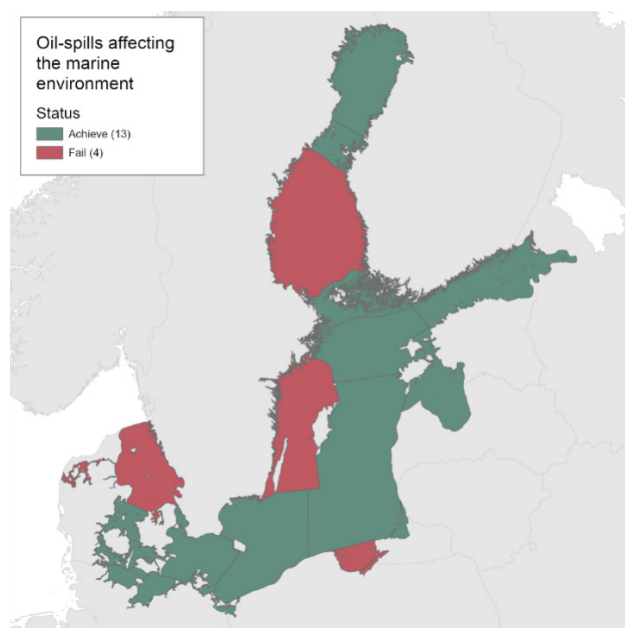 Oil-spills affecting
the marine
environment
Status
Achieve (13)
Fail (4)